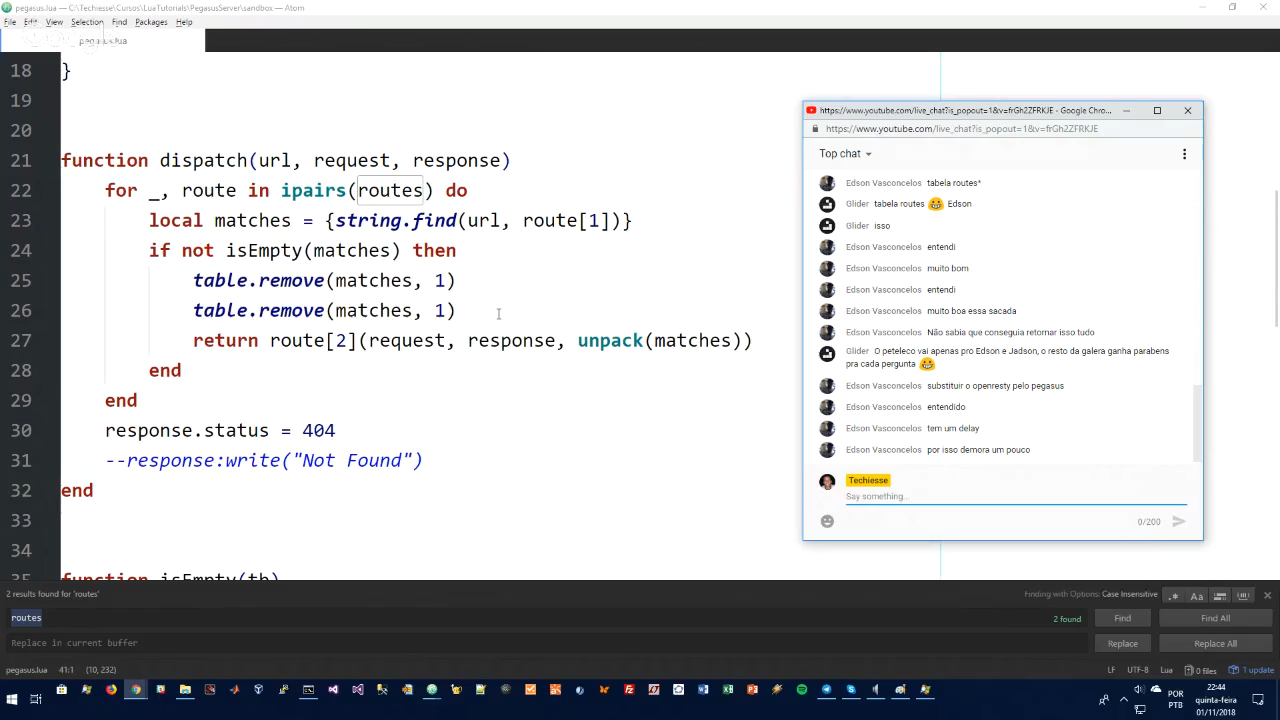 pegasus.lua — C:\Techiesse\Cursos\LuaTutorials\PegasusServer\sandbox — Atom
File Edit View Selection Find Packages Help
pegasus.lua
18 }
19
20
21 function dispatch(url, request, response)
22 for _, route in ipairs(routes) do
23 local matches = {string.find(url, route[1])}
24 if not isEmpty(matches) then
25 table.remove(matches, 1)
26 table.remove(matches, 1)
27 return route[2](request, response, unpack(matches))
28 end
29 end
30 response.status = 404
31 --response:write("Not Found")
32 end
33
34
35 function isEmpty(tb)
https://www.youtube.com/live_chat?is_popout=1&v=frGh2ZFRKJE - Google Chro...
https://www.youtube.com/live_chat?is_popout=1&v=frGh2ZFRKJE
Top chat
Edson Vasconcelos tabela routes*
Glider tabela routes 😁 Edson
Glider isso
Edson Vasconcelos entendi
Edson Vasconcelos muito bom
Edson Vasconcelos entendi
Edson Vasconcelos muito boa essa sacada
Edson Vasconcelos Não sabia que conseguia retornar isso tudo
Glider O peteleco vai apenas pro Edson e Jadson, o resto da galera ganha parabens
pra cada pergunta 😁
Edson Vasconcelos substituir o openresty pelo pegasus
Edson Vasconcelos entendido
Edson Vasconcelos tem um delay
Edson Vasconcelos por isso demora um pouco
Techiesse
Say something...
0/200
2 results found for 'routes'
Finding with Options: Case Insensitive
.* Aa
routes
2 found
Find
Find All
Replace in current buffer
Replace
Replace All
pegasus.lua 41:1 (10, 232)
LF UTF-8 Lua 0 files 1 update
POR
PTB
22:44
quinta-feira
01/11/2018